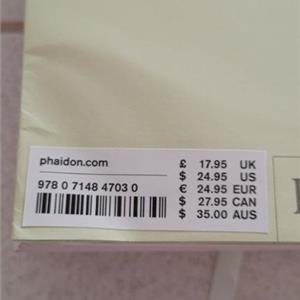 phaidon.com
978 0 7148 4703 0
£ 17.95 UK
$ 24.95 US
€ 24.95 EUR
$ 27.95 CAN
$ 35.00 AUS